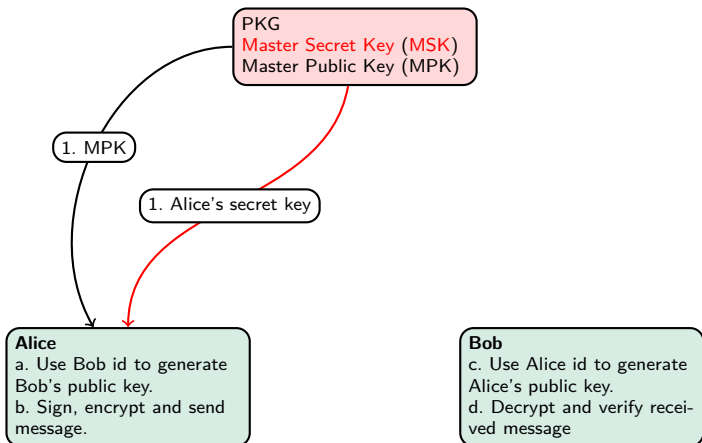 PKG
Master Secret Key (MSK)
Master Public Key (MPK)
1. MPK
1. Alice's secret key
Alice
a. Use Bob id to generate
Bob's public key.
b. Sign, encrypt and send
message.
Bob
c. Use Alice id to generate
Alice's public key.
d. Decrypt and verify recei-
ved message